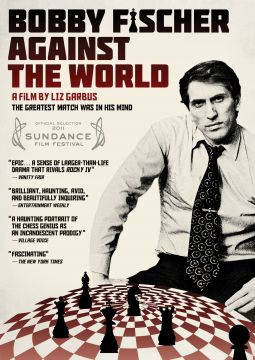 BOBBY FISCHER
AGAINST
THE WORLD
A FILM BY LIZ GARBUS
THE GREATEST MATCH WAS IN HIS MIND
OFFICIAL SELECTION
2011
SUNDANCE
FILM FESTIVAL
"EPIC... A SENSE OF LARGER-THAN-LIFE
DRAMA THAT RIVALS ROCKY IV"
—VANITY FAIR
"BRILLIANT, HAUNTING, AVID,
AND BEAUTIFULLY INQUIRING"
—ENTERTAINMENT WEEKLY
"A HAUNTING PORTRAIT OF
THE CHESS GENIUS AS
AN INCANDESCENT PRODIGY"
—VILLAGE VOICE
"FASCINATING"
—THE NEW YORK TIMES